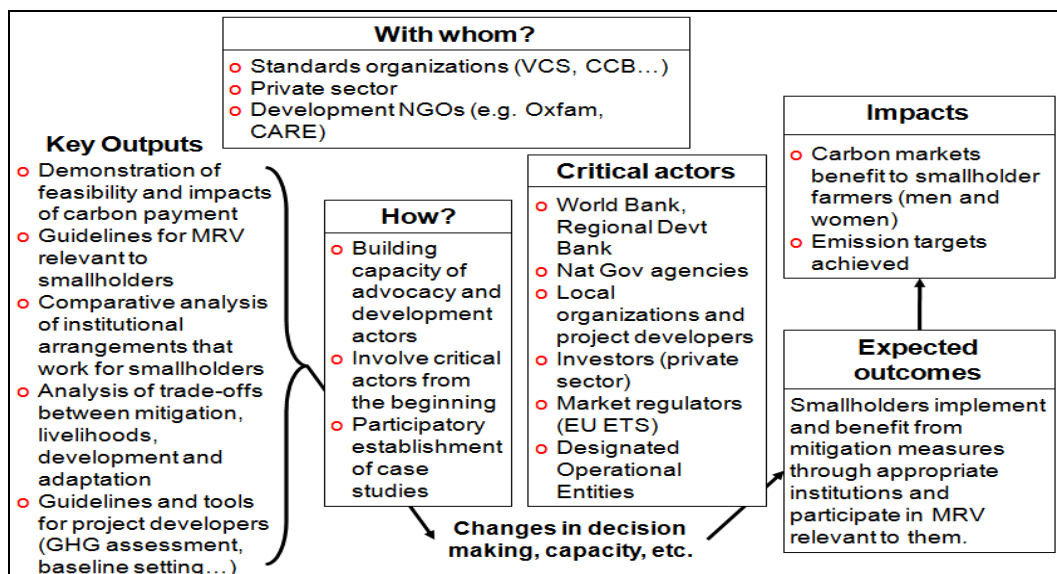 With whom?
o Standards organizations (VCS, CCB…)
o Private sector
o Development NGOs (e.g. Oxfam,
CARE)
Key Outputs
o Demonstration of
feasibility and impacts
of carbon payment
o Guidelines for MRV
relevant to
smallholders
o Comparative analysis
of institutional
arrangements that
work for smallholders
o Analysis of trade-offs
between mitigation,
livelihoods,
development and
adaptation
o Guidelines and tools
for project developers
(GHG assessment,
baseline setting…)
How?
o Building
capacity of
advocacy and
development
actors
o Involve critical
actors from
the beginning
o Participatory
establishment
of case
studies
Critical actors
o World Bank,
Regional Devt
Bank
o Nat Gov agencies
o Local
organizations and
project developers
o Investors (private
sector)
o Market regulators
(EU ETS)
o Designated
Operational
Entities
Changes in decision
making, capacity, etc.
Impacts
o Carbon markets
benefit to smallholder
farmers (men and
women)
o Emission targets
achieved
Expected
outcomes
Smallholders implement
and benefit from
mitigation measures
through appropriate
institutions and
participate in MRV
relevant to them.